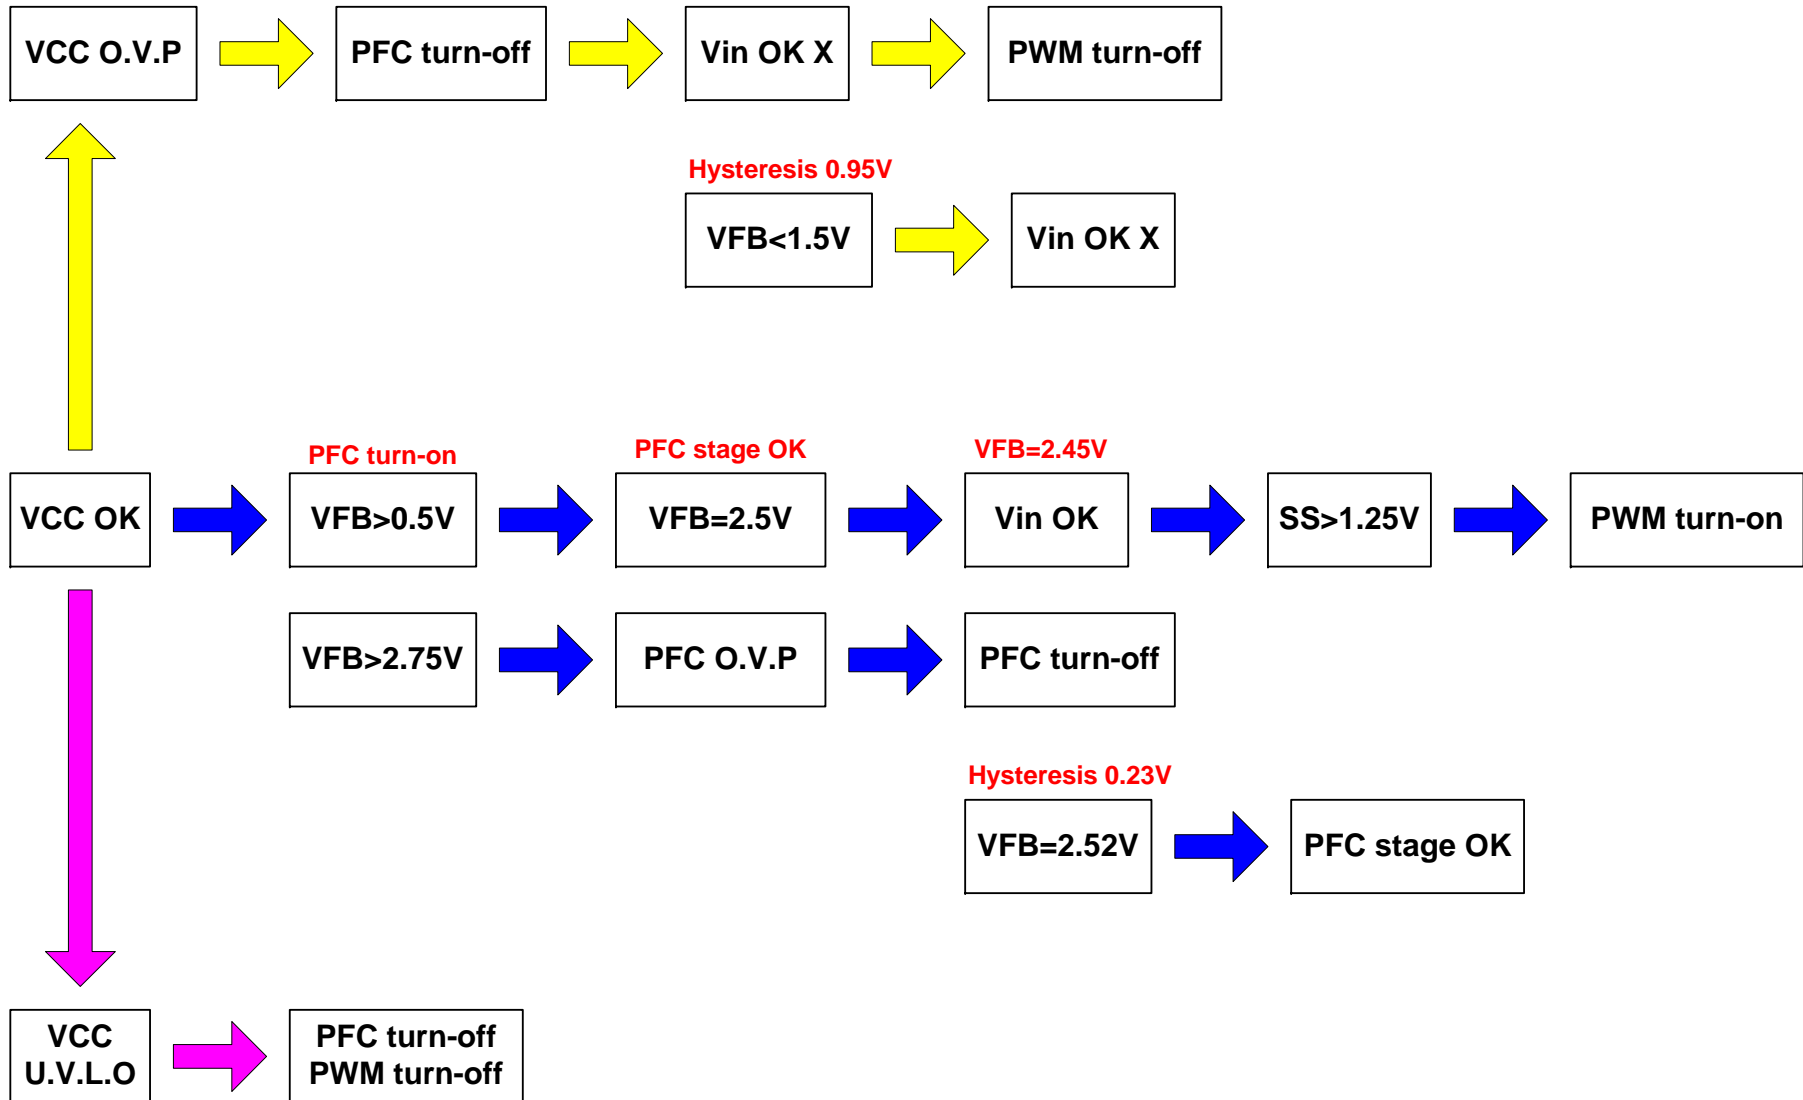 VCC O.V.P
PFC turn-off
Vin OK X
PWM turn-off
Hysteresis 0.95V
VFB<1.5V
Vin OK X
PFC turn-on
PFC stage OK
VFB=2.45V
VCC OK
VFB>0.5V
VFB=2.5V
Vin OK
SS>1.25V
PWM turn-on
VFB>2.75V
PFC O.V.P
PFC turn-off
Hysteresis 0.23V
VFB=2.52V
PFC stage OK
VCC
U.V.L.O
PFC turn-off
PWM turn-off